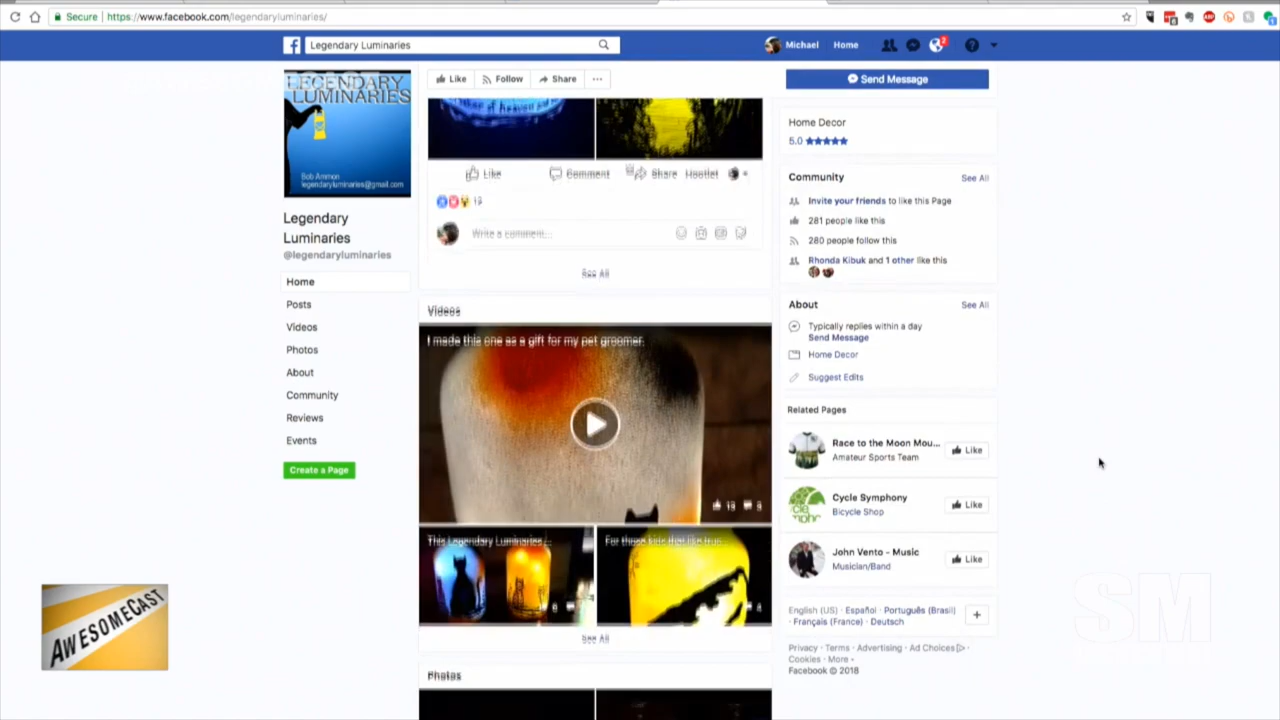 Secure
https://www.facebook.com/legendaryluminaries/
Legendary Luminaries
Michael
Home
2
LEGENDARY
LUMINARIES
Bob Ammon
legendaryluminaries@gmail.com
Legendary
Luminaries
@legendaryluminaries
Home
Posts
Videos
Photos
About
Community
Reviews
Events
Create a Page
Like
Follow
Share
...
Like
Comment
Share
Hootlet
Write a comment...
See All
Videos
I made this one as a gift for my pet groomer.
This Legendary Luminaries...
See All
Photos
Send Message
Home Decor
5.0
Community
See All
Invite your friends to like this Page
281 people like this
280 people follow this
Rhonda Kibuk and 1 other like this
About
See All
Typically replies within a day
Send Message
Home Decor
Suggest Edits
Related Pages
Race to the Moon Mou...
Amateur Sports Team
Like
Cycle Symphony
Bicycle Shop
Like
John Vento - Music
Musician/Band
Like
English (US) · Español · Português (Brasil)
· Français (France) · Deutsch
+
Privacy · Terms · Advertising · Ad Choices ·
Cookies · More
Facebook © 2018
AWESOMECAST
SM